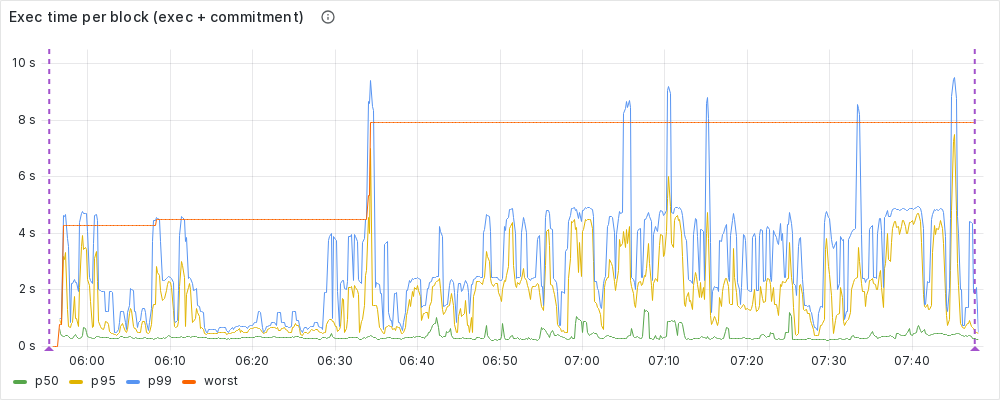 Exec time per block (exec + commitment)
10 s
8 s
6 s
4 s
2 s
0 s
06:00 06:10 06:20 06:30 06:40 06:50 07:00 07:10 07:20 07:30 07:40
p50 p95 p99 worst